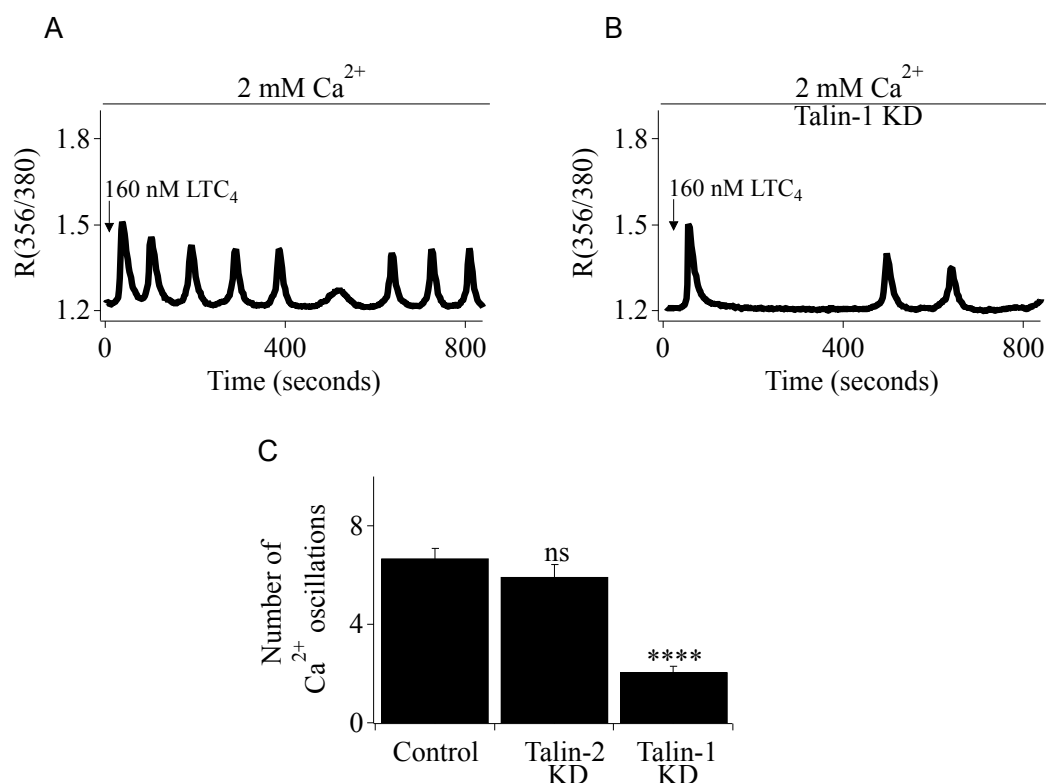 A
2 mM Ca²⁺
1.8
1.5
1.2
R(356/380)
160 nM LTC₄
0
400
800
Time (seconds)
B
2 mM Ca²⁺
Talin-1 KD
1.8
1.5
1.2
R(356/380)
160 nM LTC₄
0
400
800
Time (seconds)
C
Number of
Ca²⁺ oscillations
8
4
0
ns
****
Control
Talin-2
KD
Talin-1
KD